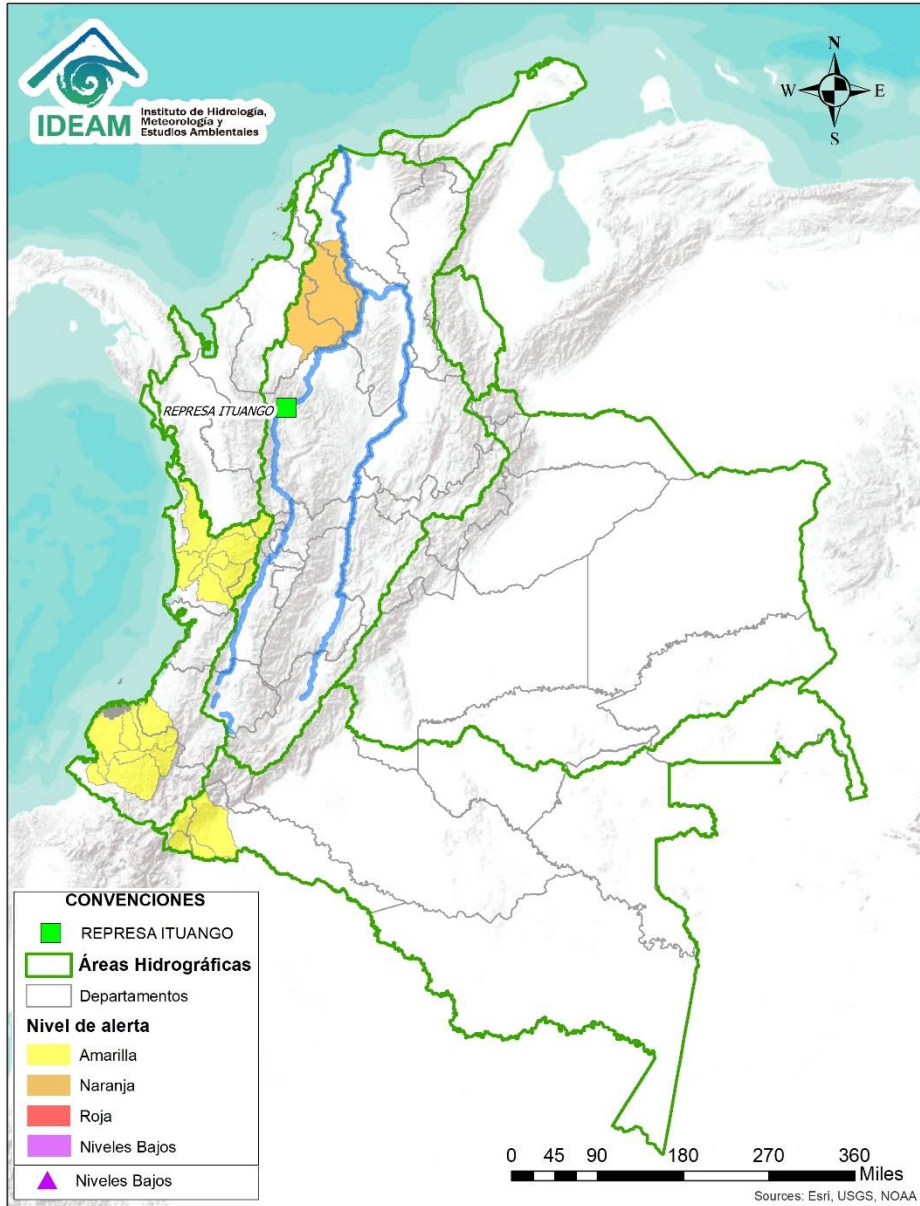 IDEAM
Instituto de Hidrología,
Meteorología y
Estudios Ambientales
N
W
E
S
REPRESA ITUANGO
CONVENCIONES
REPRESA ITUANGO
Áreas Hidrográficas
Departamentos
Nivel de alerta
Amarilla
Naranja
Roja
Niveles Bajos
Niveles Bajos
0 45 90 180 270 360
Miles
Sources: Esri, USGS, NOAA